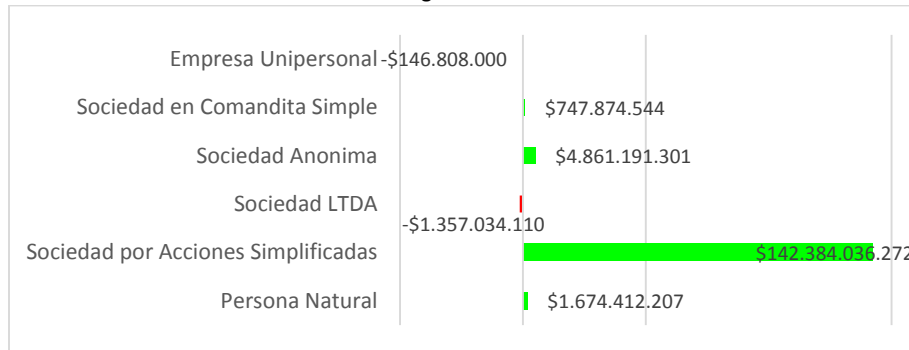 Empresa Unipersonal -$146.808.000
Sociedad en Comandita Simple $747.874.544
Sociedad Anonima $4.861.191.301
Sociedad LTDA
-$1.357.034.110
Sociedad por Acciones Simplificadas $142.384.036.272
Persona Natural $1.674.412.207